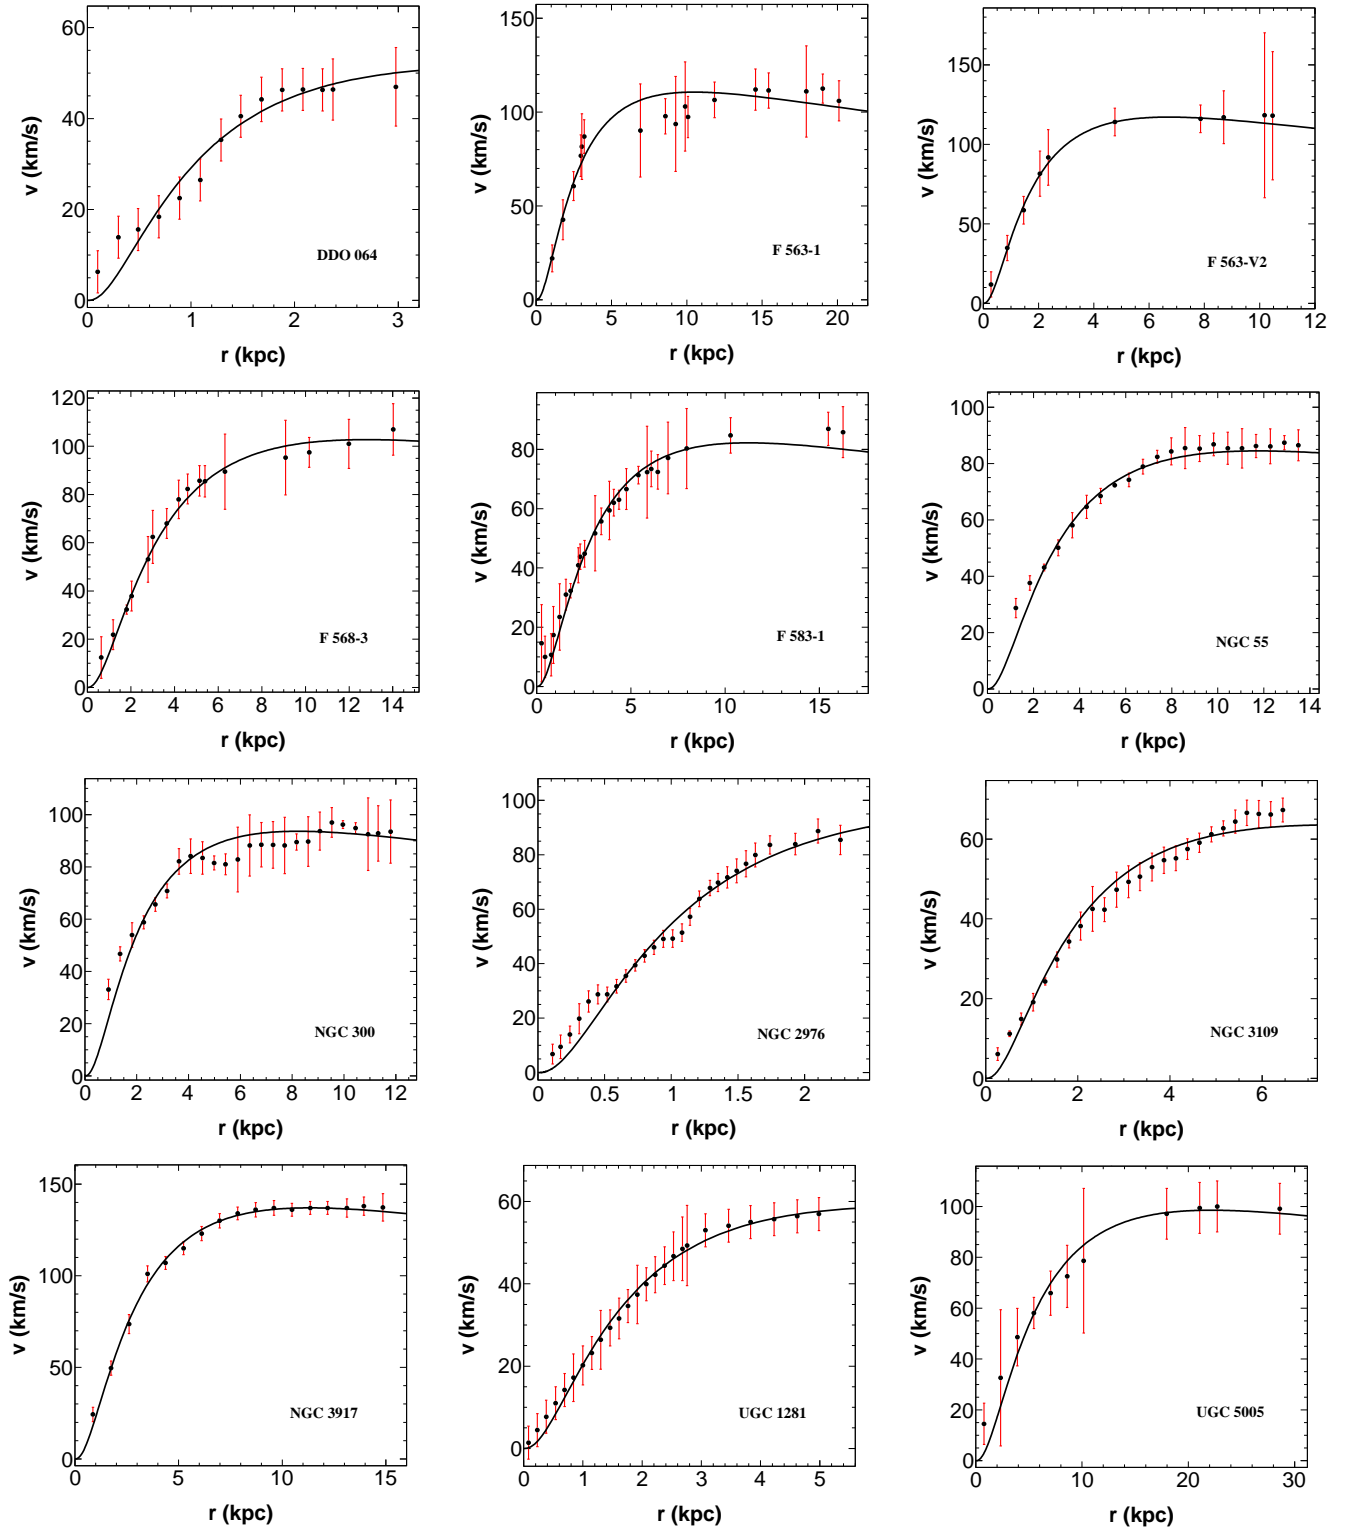 60
40
20
0
v (km/s)
0 1 2 3
r (kpc)
DDO 064
150
100
50
0
v (km/s)
0 5 10 15 20
r (kpc)
F 563-1
150
100
50
0
v (km/s)
0 2 4 6 8 10 12
r (kpc)
F 563-V2
120
100
80
60
40
20
0
v (km/s)
0 2 4 6 8 10 12 14
r (kpc)
F 568-3
80
60
40
20
0
v (km/s)
0 5 10 15
r (kpc)
F 583-1
100
80
60
40
20
0
v (km/s)
0 2 4 6 8 10 12 14
r (kpc)
NGC 55
100
80
60
40
20
0
v (km/s)
0 2 4 6 8 10 12
r (kpc)
NGC 300
100
80
60
40
20
0
v (km/s)
0 0.5 1 1.5 2
r (kpc)
NGC 2976
60
40
20
0
v (km/s)
0 2 4 6
r (kpc)
NGC 3109
150
100
50
0
v (km/s)
0 5 10 15
r (kpc)
NGC 3917
60
40
20
0
v (km/s)
0 1 2 3 4 5
r (kpc)
UGC 1281
100
80
60
40
20
0
v (km/s)
0 10 20 30
r (kpc)
UGC 5005